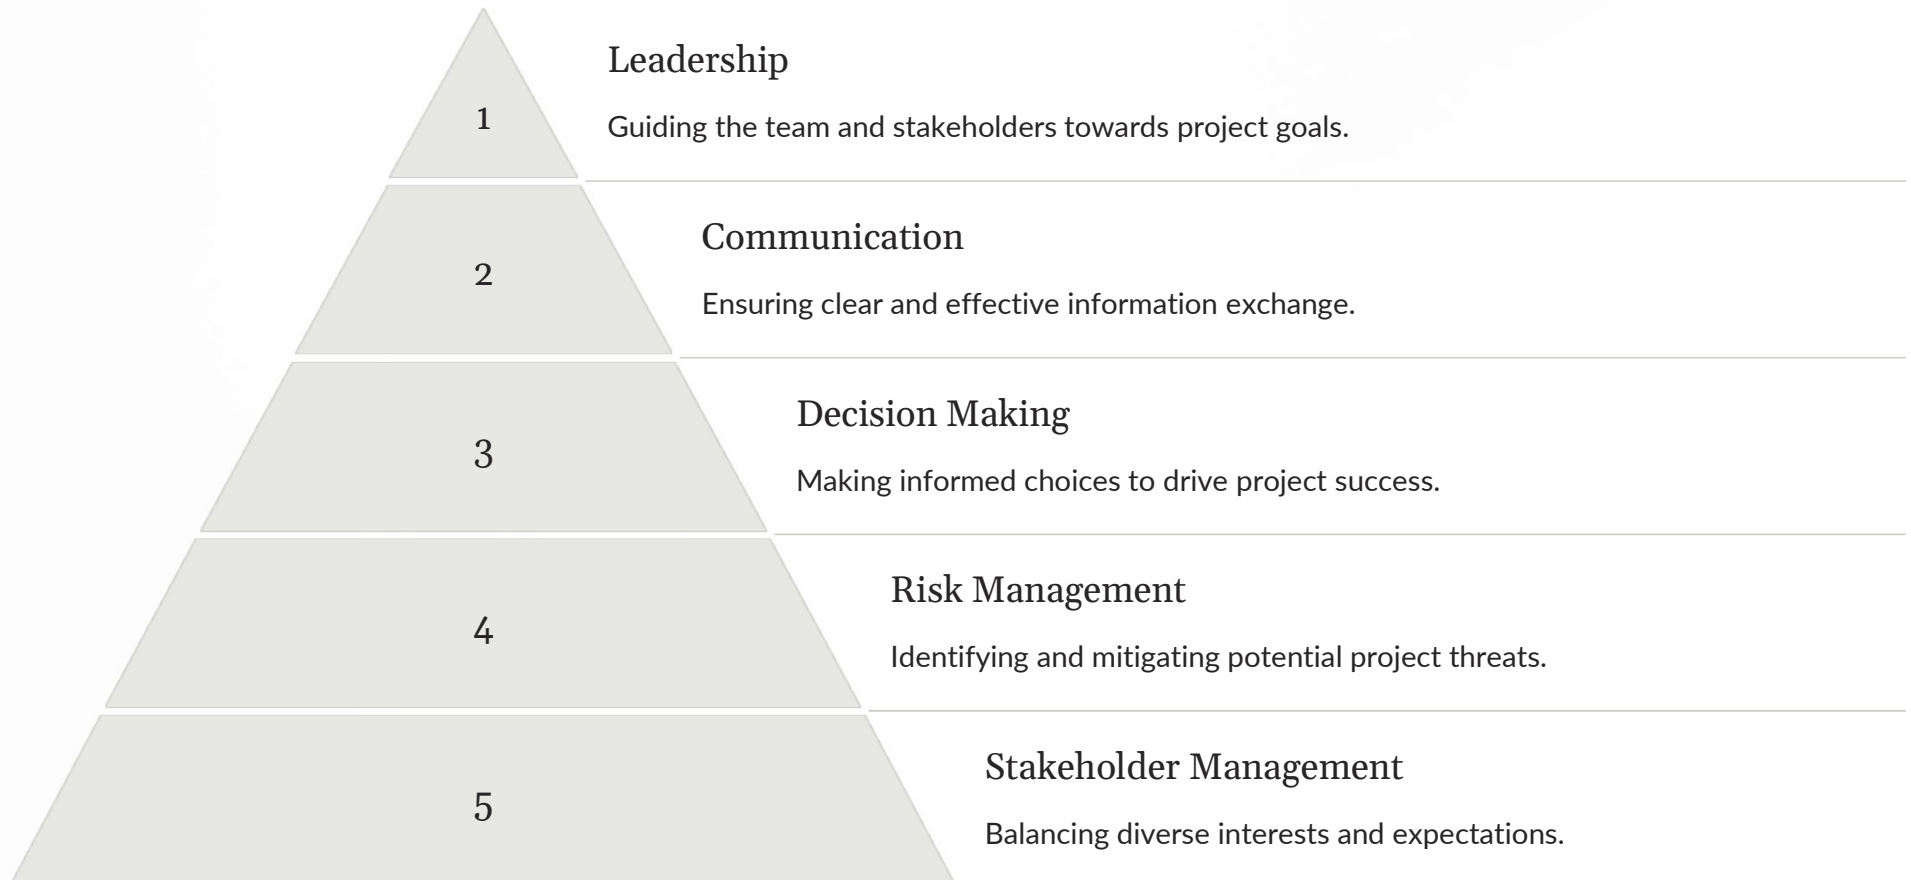 1
Leadership
Guiding the team and stakeholders towards project goals.
2
Communication
Ensuring clear and effective information exchange.
3
Decision Making
Making informed choices to drive project success.
4
Risk Management
Identifying and mitigating potential project threats.
5
Stakeholder Management
Balancing diverse interests and expectations.